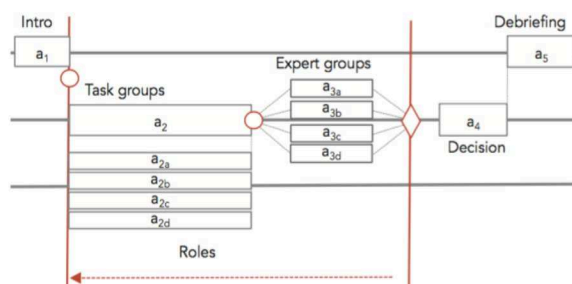 Intro
Debriefing
a1
a5
Expert groups
Task groups
a3a
a3b
a3c
a3d
a2
a4
Decision
a2a
a2b
a2c
a2d
Roles